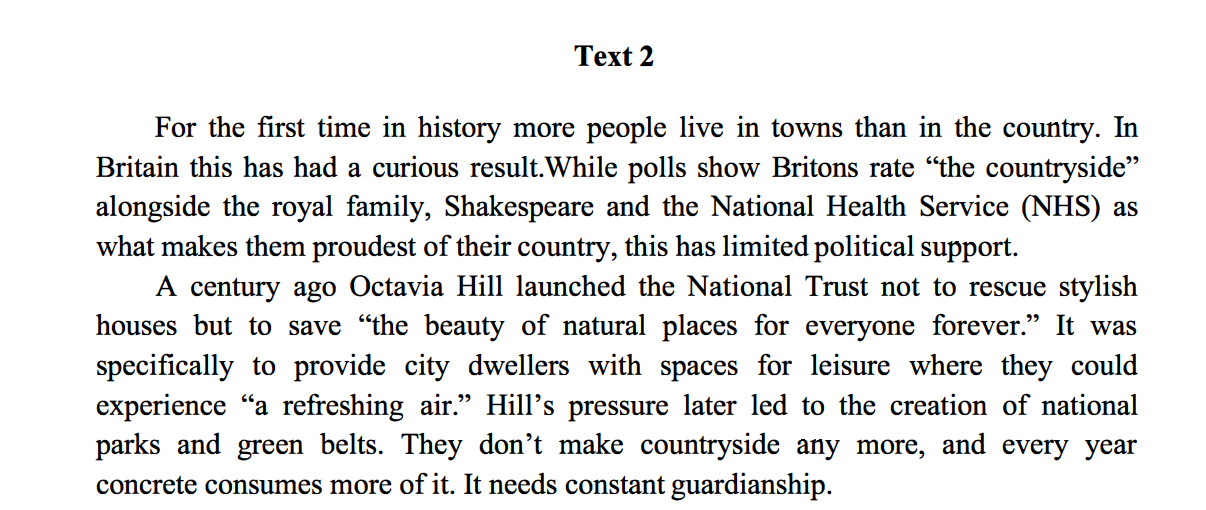 Text 2
For the first time in history more people live in towns than in the country. In
Britain this has had a curious result.While polls show Britons rate “the countryside”
alongside the royal family, Shakespeare and the National Health Service (NHS) as
what makes them proudest of their country, this has limited political support.
A century ago Octavia Hill launched the National Trust not to rescue stylish
houses but to save “the beauty of natural places for everyone forever.” It was
specifically to provide city dwellers with spaces for leisure where they could
experience “a refreshing air.” Hill’s pressure later led to the creation of national
parks and green belts. They don’t make countryside any more, and every year
concrete consumes more of it. It needs constant guardianship.